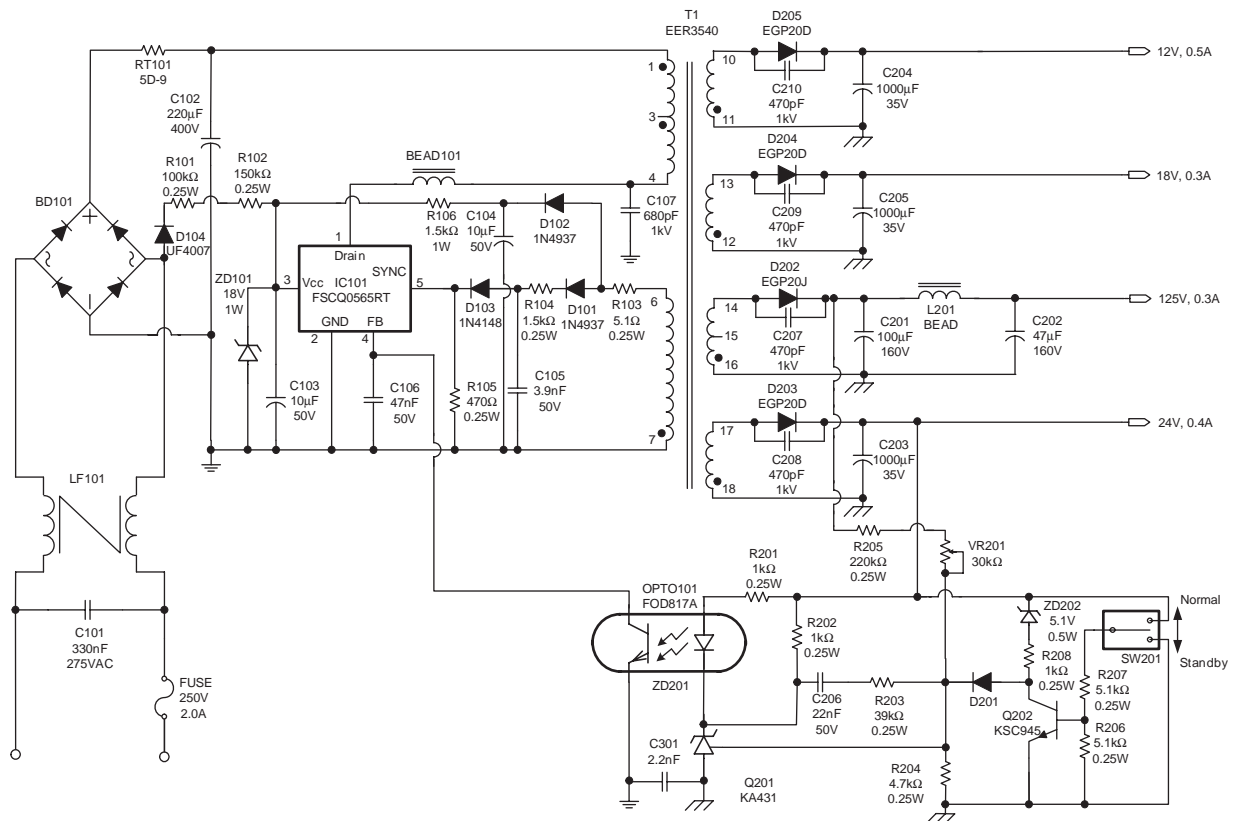 T1
EER3540
RT101
5D-9
C102
220μF
400V
R101
100kΩ
0.25W
R102
150kΩ
0.25W
BD101
D104
UF4007
BEAD101
R106
1.5kΩ
1W
C104
10μF
50V
D102
1N4937
C107
680pF
1kV
1
3
4
6
7
ZD101
18V
1W
1
Drain
SYNC
3
Vcc
IC101
FSCQ0565RT
5
GND
FB
2
4
D103
1N4148
R104
1.5kΩ
0.25W
D101
1N4937
R103
5.1Ω
0.25W
C103
10μF
50V
C106
47nF
50V
R105
470Ω
0.25W
C105
3.9nF
50V
LF101
C101
330nF
275VAC
FUSE
250V
2.0A
D205
EGP20D
10
11
C210
470pF
1kV
C204
1000μF
35V
12V, 0.5A
D204
EGP20D
13
12
C209
470pF
1kV
C205
1000μF
35V
18V, 0.3A
D202
EGP20J
14
15
16
C207
470pF
1kV
C201
100μF
160V
L201
BEAD
C202
47μF
160V
125V, 0.3A
D203
EGP20D
17
18
C208
470pF
1kV
C203
1000μF
35V
24V, 0.4A
R205
220kΩ
0.25W
VR201
30kΩ
OPTO101
FOD817A
R201
1kΩ
0.25W
R202
1kΩ
0.25W
ZD201
C206
22nF
50V
R203
39kΩ
0.25W
D201
ZD202
5.1V
0.5W
R208
1kΩ
0.25W
Normal
SW201
Standby
R207
5.1kΩ
0.25W
Q202
KSC945
R206
5.1kΩ
0.25W
C301
2.2nF
Q201
KA431
R204
4.7kΩ
0.25W